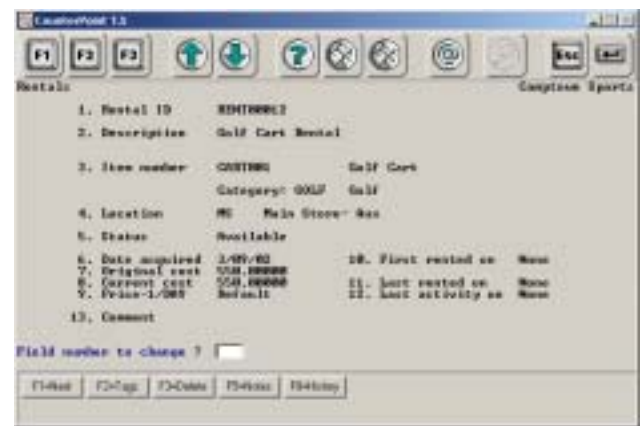 CounterPoint 7.5
F1 F2 F3 Esc
Rentals Camptown Sports
1. Rental ID
2. Description Golf Cart Rental
3. Item number Golf Cart
Category: GOLF Golf
4. Location MS Main Store-
5. Status Available
6. Date acquired 3/09/02 10. First rented on None
7. Original cost 550.00000
8. Current cost 550.00000 11. Last rented on None
9. Price-1/DAY Default 12. Last activity on None
13. Comment
Field number to change ?
F1=Next F2=Tags F3=Delete